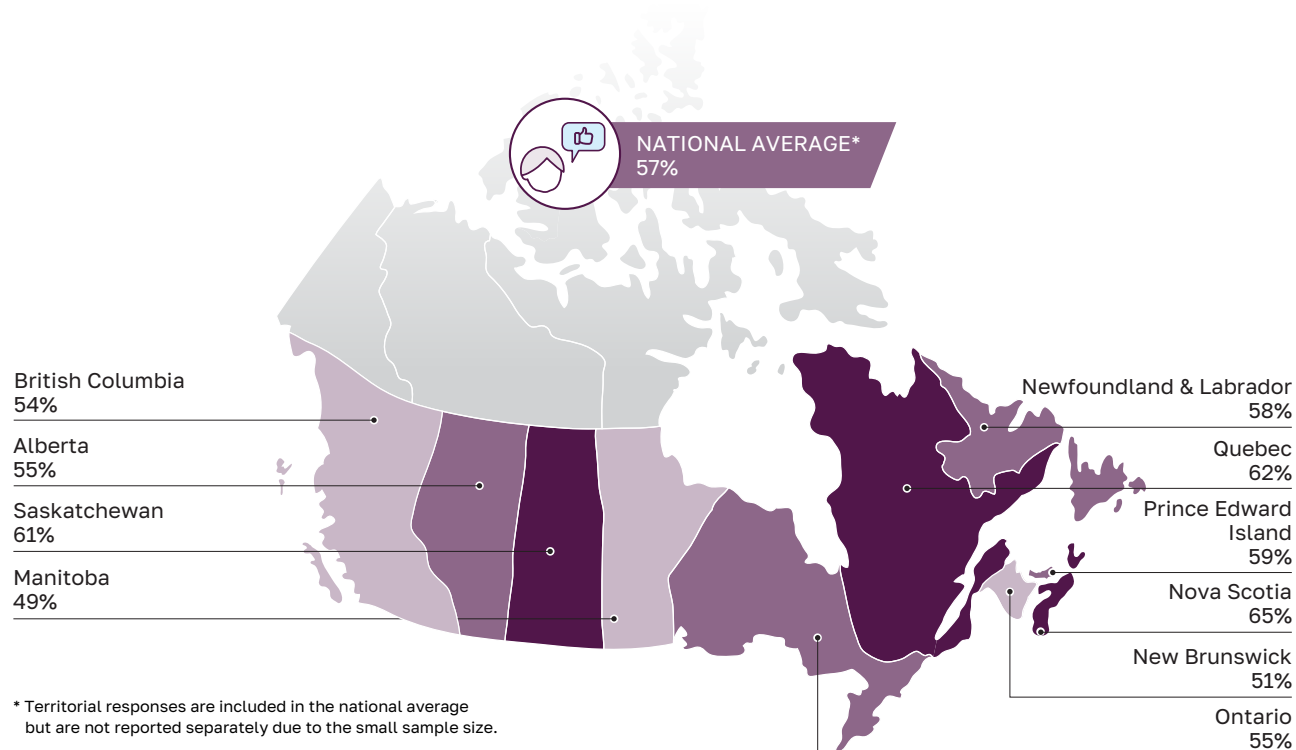 NATIONAL AVERAGE*
57%
British Columbia
54%
Alberta
55%
Saskatchewan
61%
Manitoba
49%
Newfoundland & Labrador
58%
Quebec
62%
Prince Edward
Island
59%
Nova Scotia
65%
New Brunswick
51%
Ontario
55%
* Territorial responses are included in the national average
but are not reported separately due to the small sample size.